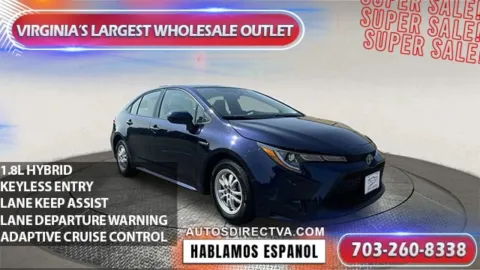 VIRGINIA'S LARGEST WHOLESALE OUTLET
SUPER SALE!
SUPER SALE!
SUPER SALE!
1.8L HYBRID
KEYLESS ENTRY
LANE KEEP ASSIST
LANE DEPARTURE WARNING
ADAPTIVE CRUISE CONTROL
AUTOSDIRECTVA.COM
HABLAMOS ESPANOL
703-260-8338